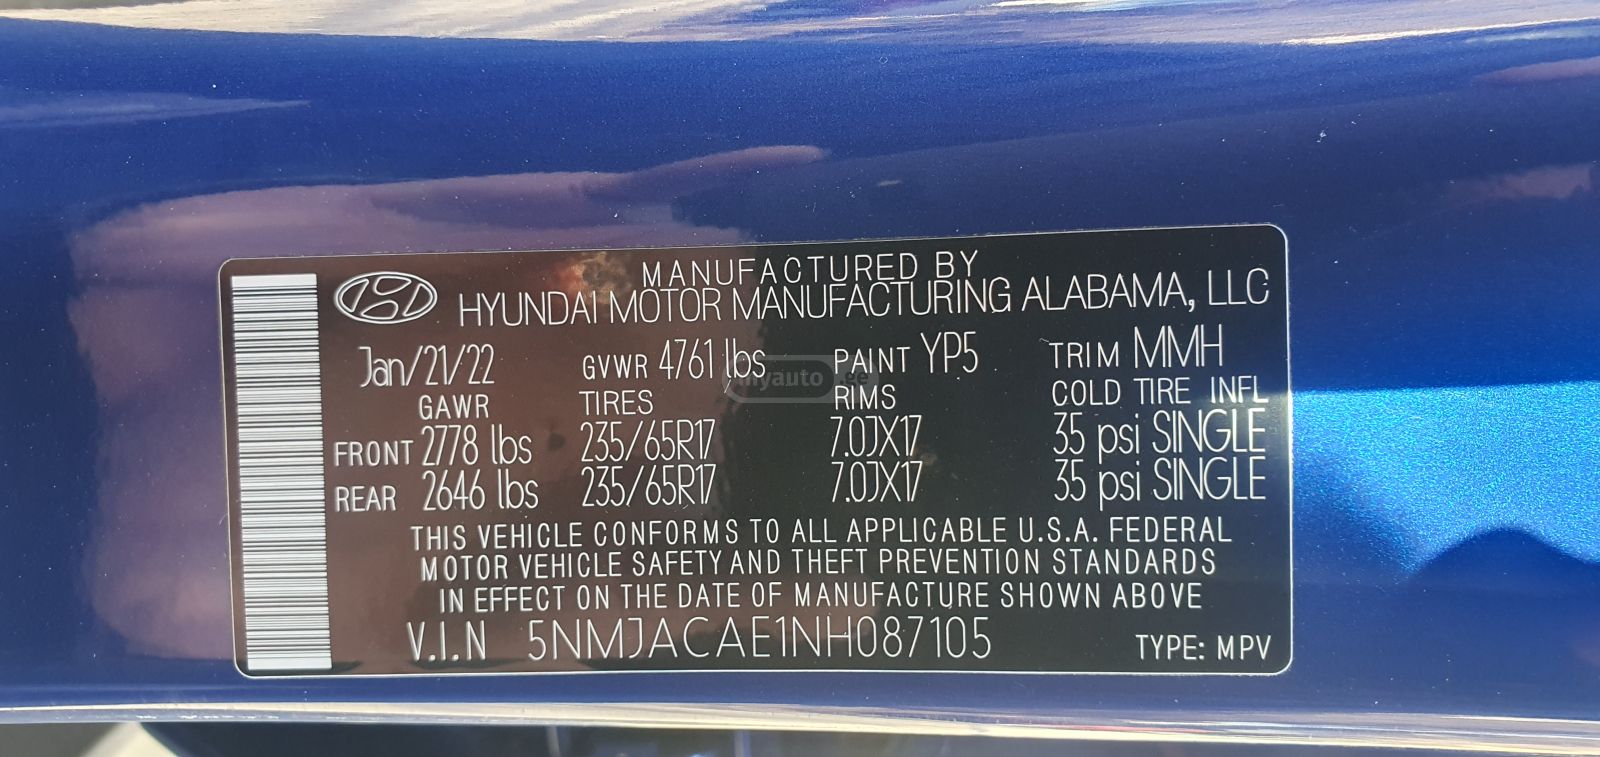 MANUFACTURED BY
HYUNDAI MOTOR MANUFACTURING ALABAMA, LLC
Jan/21/22 GVWR 4761 lbs PAINT YP5 TRIM MMH
GAWR TIRES RIMS COLD TIRE INFL
FRONT 2778 lbs 235/65R17 7.0JX17 35 psi SINGLE
REAR 2646 lbs 235/65R17 7.0JX17 35 psi SINGLE
THIS VEHICLE CONFORMS TO ALL APPLICABLE U.S.A. FEDERAL
MOTOR VEHICLE SAFETY AND THEFT PREVENTION STANDARDS
IN EFFECT ON THE DATE OF MANUFACTURE SHOWN ABOVE
V.I.N 5NMJACAE1NH087105 TYPE: MPV
myauto.ge